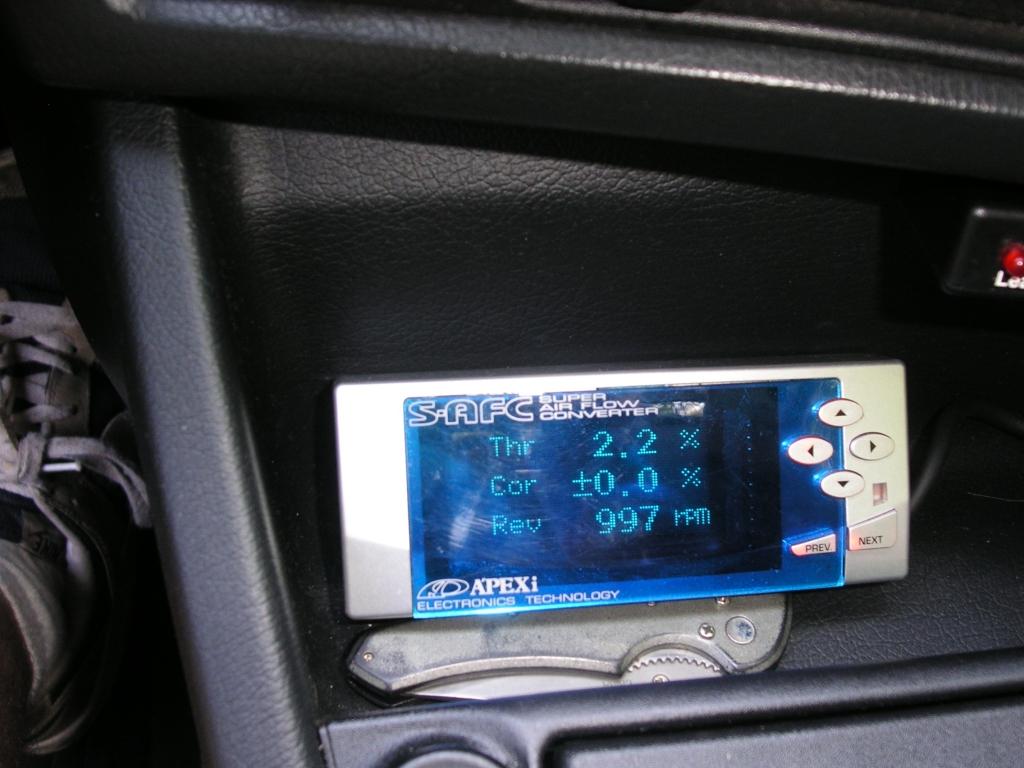 S-AFC SUPER
AIR FLOW
CONVERTER
Thr 2.2 %
Cor ±0.0 %
Rev 997 rpm
PREV.
NEXT
APEXi
ELECTRONICS TECHNOLOGY